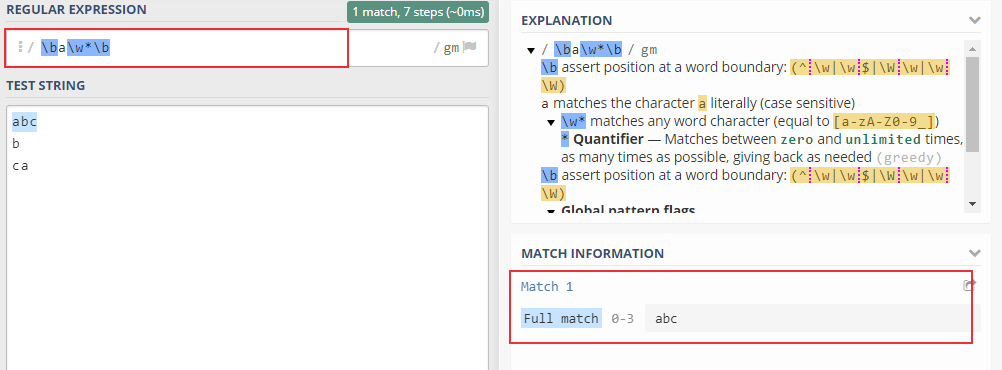 REGULAR EXPRESSION
1 match, 7 steps (~0ms)
/ \ba\w*\b / gm
TEST STRING
abc
b
ca
EXPLANATION
/ \ba\w*\b / gm
\b assert position at a word boundary: (^\w|\w$|\W\w|\w
\W)
a matches the character a literally (case sensitive)
\w* matches any word character (equal to [a-zA-Z0-9_])
* Quantifier — Matches between zero and unlimited times,
as many times as possible, giving back as needed (greedy)
\b assert position at a word boundary: (^\w|\w$|\W\w|\w
\W)
Global pattern flags
MATCH INFORMATION
Match 1
Full match 0-3 abc